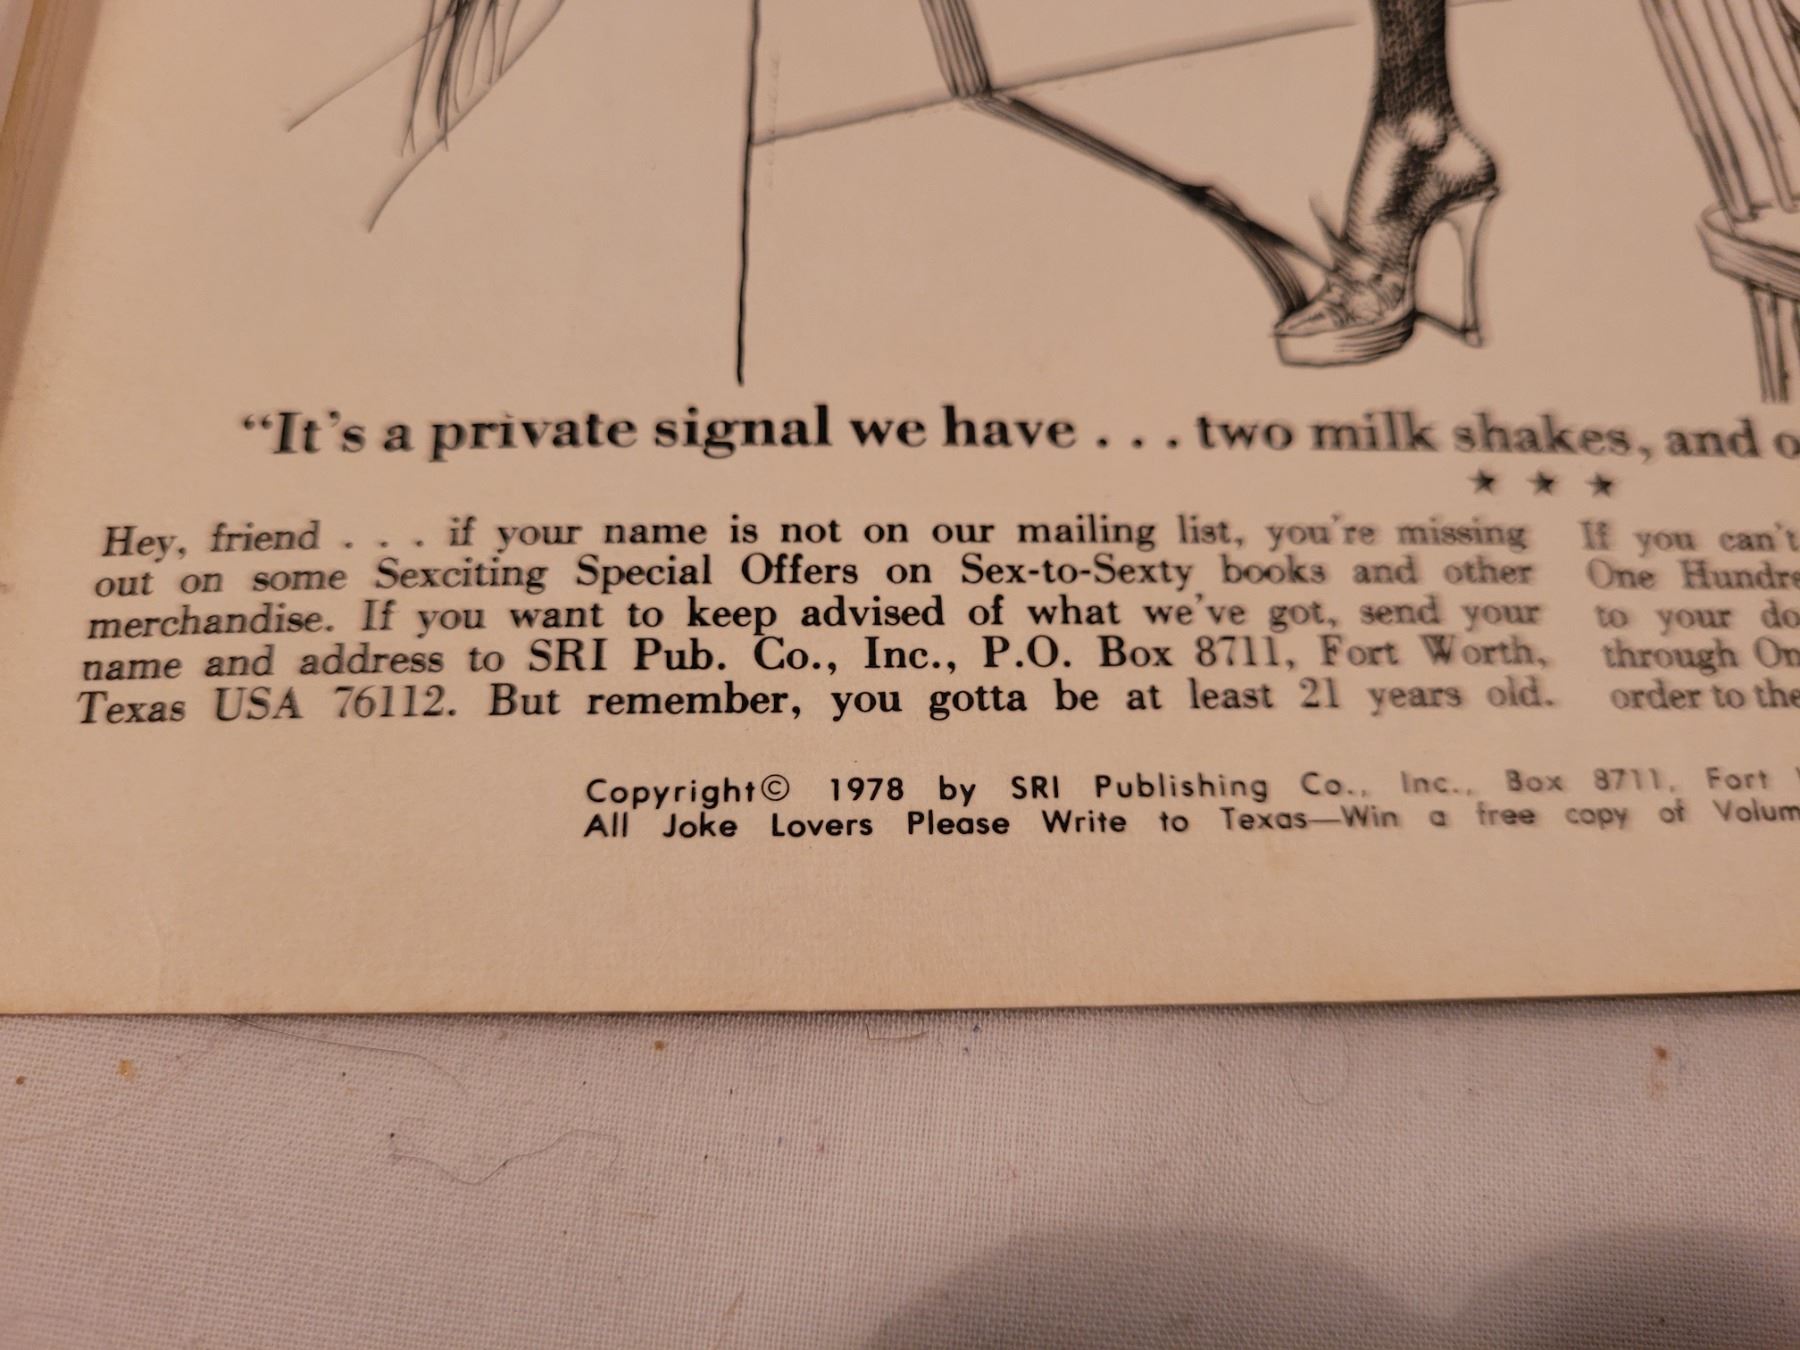 “It's a private signal we have . . . two milk shakes, and
★ ★ ★
Hey, friend . . . if your name is not on our mailing list, you're missing
out on some Sexciting Special Offers on Sex-to-Sexty books and other
merchandise. If you want to keep advised of what we've got, send your
name and address to SRI Pub. Co., Inc., P.O. Box 8711, Fort Worth,
Texas USA 76112. But remember, you gotta be at least 21 years old.
If you can't
One
to your
through
order to the
Copyright© 1978 by SRI Publishing Co., Inc., Box 8711, Fort
All Joke Lovers Please Write to Texas—Win a free copy of